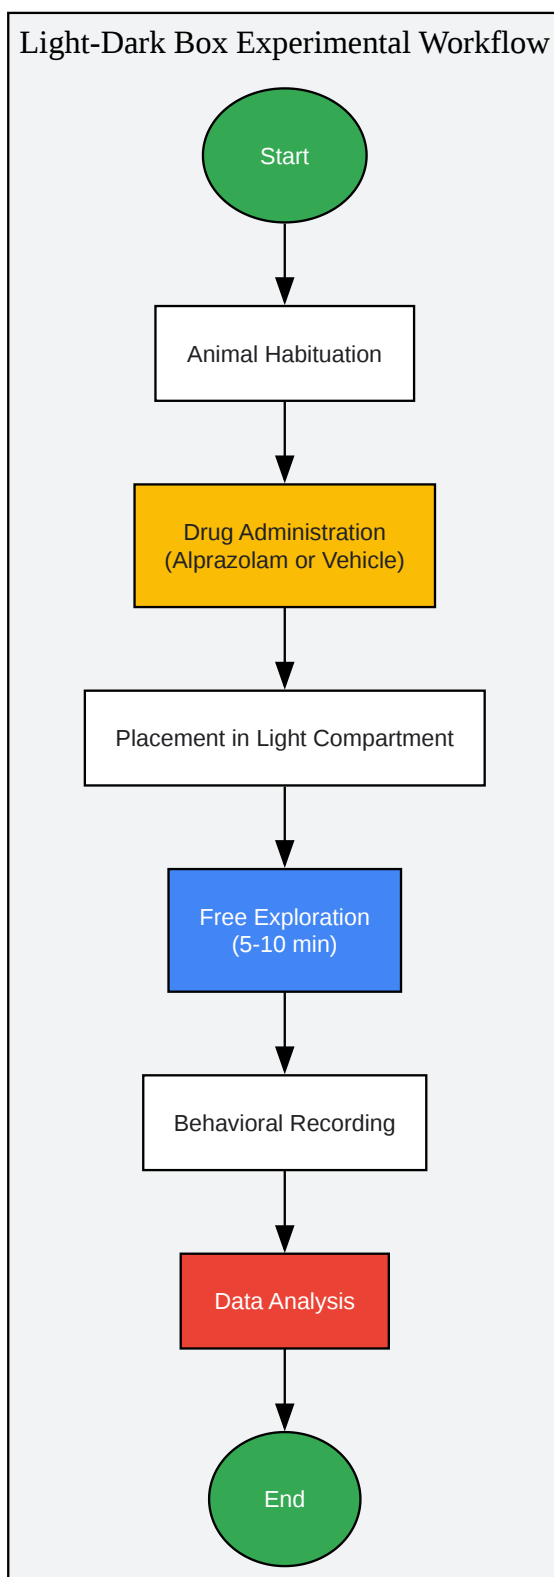 Light-Dark Box Experimental Workflow
Start
Animal Habituation
Drug Administration
(Alprazolam or Vehicle)
Placement in Light Compartment
Free Exploration
(5-10 min)
Behavioral Recording
Data Analysis
End